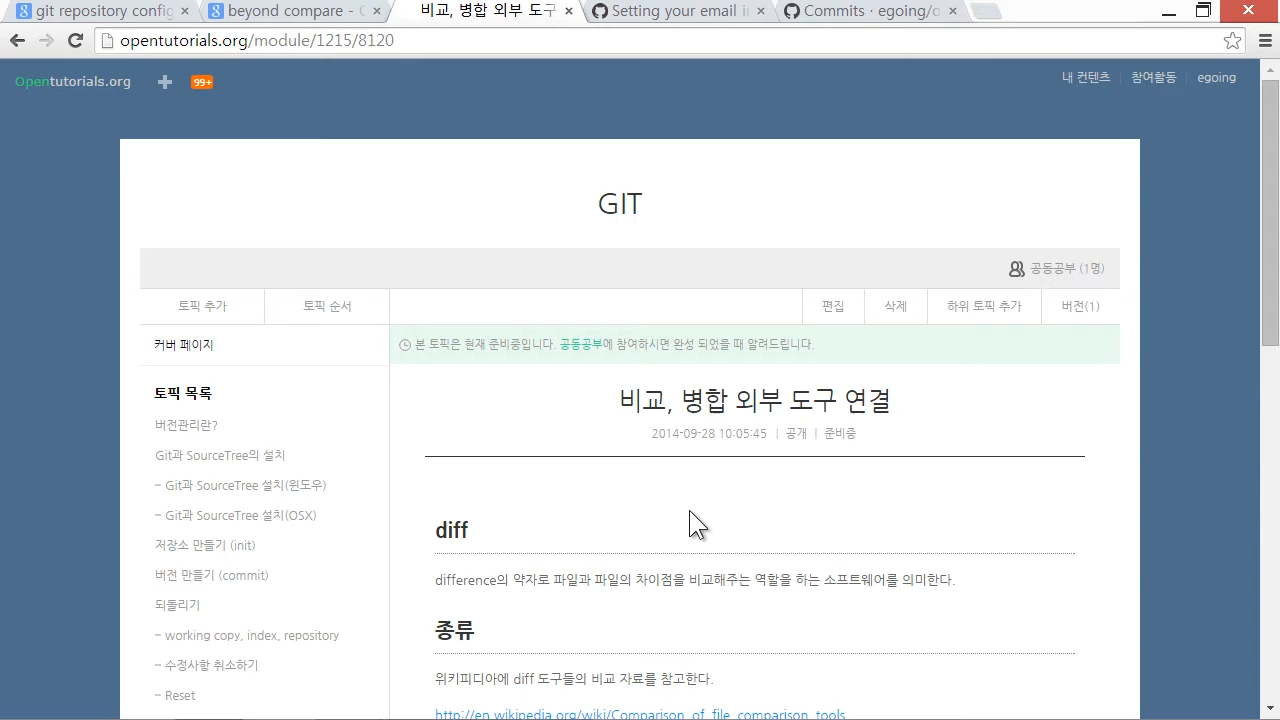 git repository config
beyond compare - G
비교, 병합 외부 도구
Setting your email in
Commits · egoing/o
opentutorials.org/module/1215/8120
Opentutorials.org
99+
내 컨텐츠
참여활동
egoing
GIT
공동공부 (1명)
토픽 추가
토픽 순서
편집
삭제
하위 토픽 추가
버전(1)
커버 페이지
본 토픽은 현재 준비중입니다. 공동공부에 참여하시면 완성 되었을 때 알려드립니다.
토픽 목록
버전관리란?
Git과 SourceTree의 설치
- Git과 SourceTree 설치(윈도우)
- Git과 SourceTree 설치(OSX)
저장소 만들기 (init)
버전 만들기 (commit)
되돌리기
- working copy, index, repository
- 수정사항 취소하기
- Reset
비교, 병합 외부 도구 연결
2014-09-28 10:05:45 | 공개 | 준비중
diff
difference의 약자로 파일과 파일의 차이점을 비교해주는 역할을 하는 소프트웨어를 의미한다.
종류
위키피디아에 diff 도구들의 비교 자료를 참고한다.
http://en.wikipedia.org/wiki/Comparison_of_file_comparison_tools